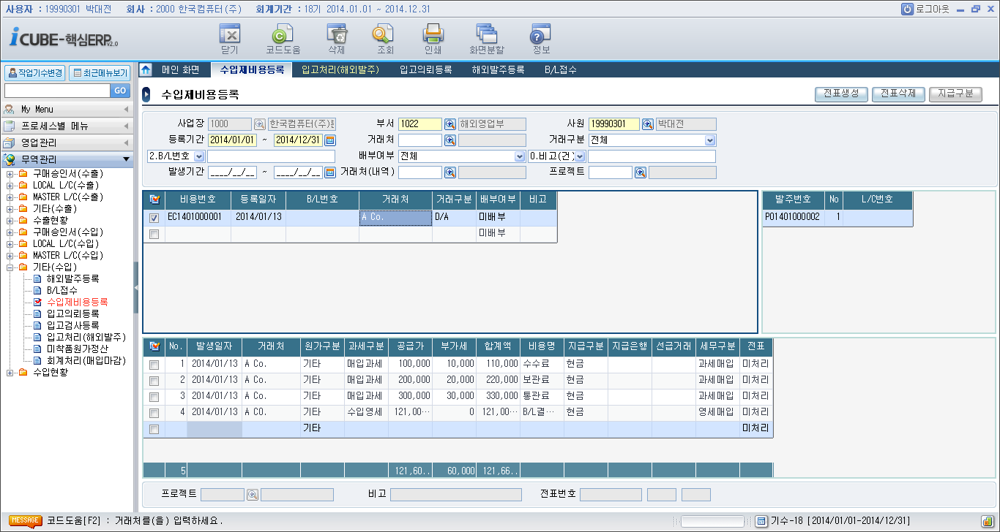 사용자 : 19990301 박대전 회사 : 2000 한국컴퓨터(주) 회계기간 : 18기 2014.01.01 ~ 2014.12.31 로그아웃
iCUBE-핵심ERP v2.0
닫기 코드도움 삭제 조회 인쇄 화면분할 정보
작업기수변경 최근메뉴보기
GO
My Menu
프로세스별 메뉴
영업관리
무역관리
구매승인서(수출)
LOCAL L/C(수출)
MASTER L/C(수출)
기타(수출)
수출현황
구매승인서(수입)
LOCAL L/C(수입)
MASTER L/C(수입)
기타(수입)
해외발주등록
B/L접수
수입제비용등록
입고의뢰등록
입고검사등록
입고처리(해외발주)
미착품원가정산
회계처리(매입마감)
수입현황
메인 화면 수입제비용등록 입고처리(해외발주) 입고의뢰등록 해외발주등록 B/L접수
수입제비용등록 전표생성 전표삭제 지급구분
사업장 1000 한국컴퓨터(주) 부서 1022 해외영업부 사원 19990301 박대전
등록기간 2014/01/01 ~ 2014/12/31 거래처 거래구분 전체
2.B/L번호 배부여부 전체 0.비고(건)
발생기간 ____/__/__ ~ ____/__/__ 거래처(내역) 프로젝트
비용번호 등록일자 B/L번호 거래처 거래구분 배부여부 비고
EC1401000001 2014/01/13 A Co. D/A 미배부
미배부
발주번호 No L/C번호
PO1401000002 1
No. 발생일자 거래처 원가구분 과세구분 공급가 부가세 합계액 비용명 지급구분 지급은행 선급거래 세무구분 전표
1 2014/01/13 A Co. 기타 매입과세 100,000 10,000 110,000 수수료 현금 과세매입 미처리
2 2014/01/13 A Co. 기타 매입과세 200,000 20,000 220,000 보관료 현금 과세매입 미처리
3 2014/01/13 A Co. 기타 매입과세 300,000 30,000 330,000 통관료 현금 과세매입 미처리
4 2014/01/13 A CO. 기타 수입영세 121,00… 0 121,00… B/L결… 현금 영세매입 미처리
기타 미처리
5 121,60.. 60,000 121,66..
프로젝트 비고 전표번호
MESSAGE 코드도움[F2] : 거래처를(을) 입력하세요. 기수-18 [2014/01/01-2014/12/31]